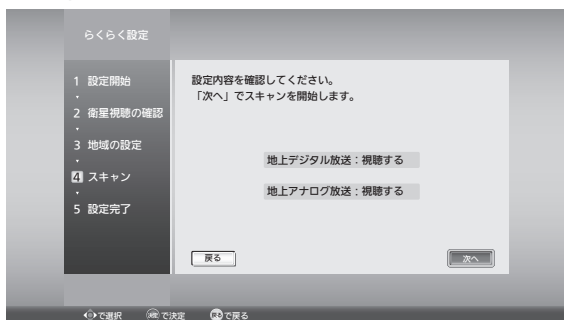 らくらく設定
1 設定開始
2 衛星視聴の確認
3 地域の設定
4 スキャン
5 設定完了
設定内容を確認してください。
「次へ」でスキャンを開始します。
地上デジタル放送：視聴する
地上アナログ放送：視聴する
戻る
次へ
で選択 決定 で決定 戻る で戻る